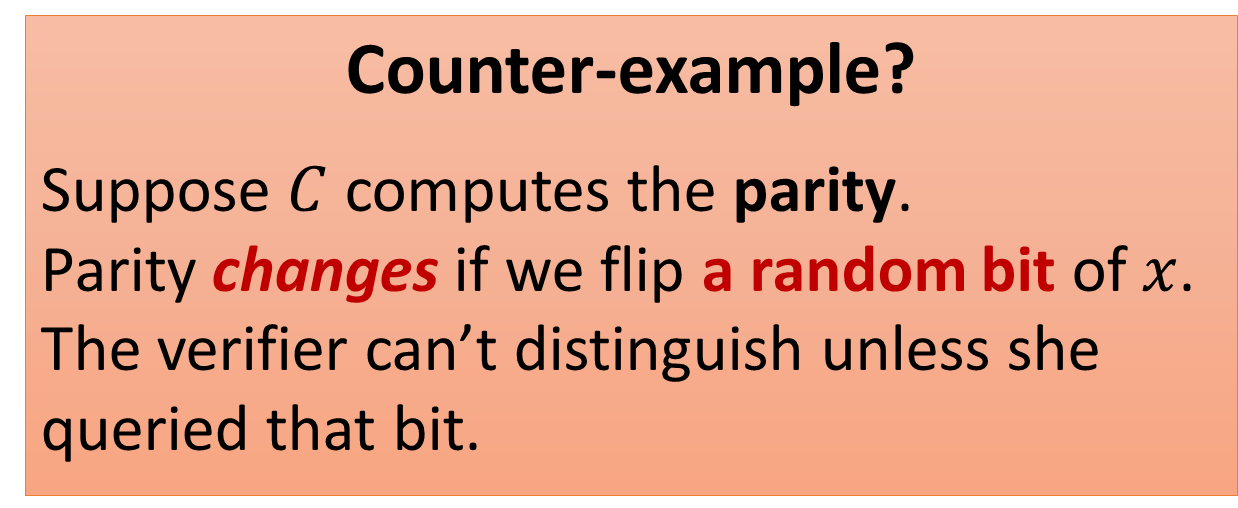 Counter-example?
Suppose 𝐶 computes the parity.
Parity changes if we flip a random bit of 𝑥.
The verifier can’t distinguish unless she
queried that bit.